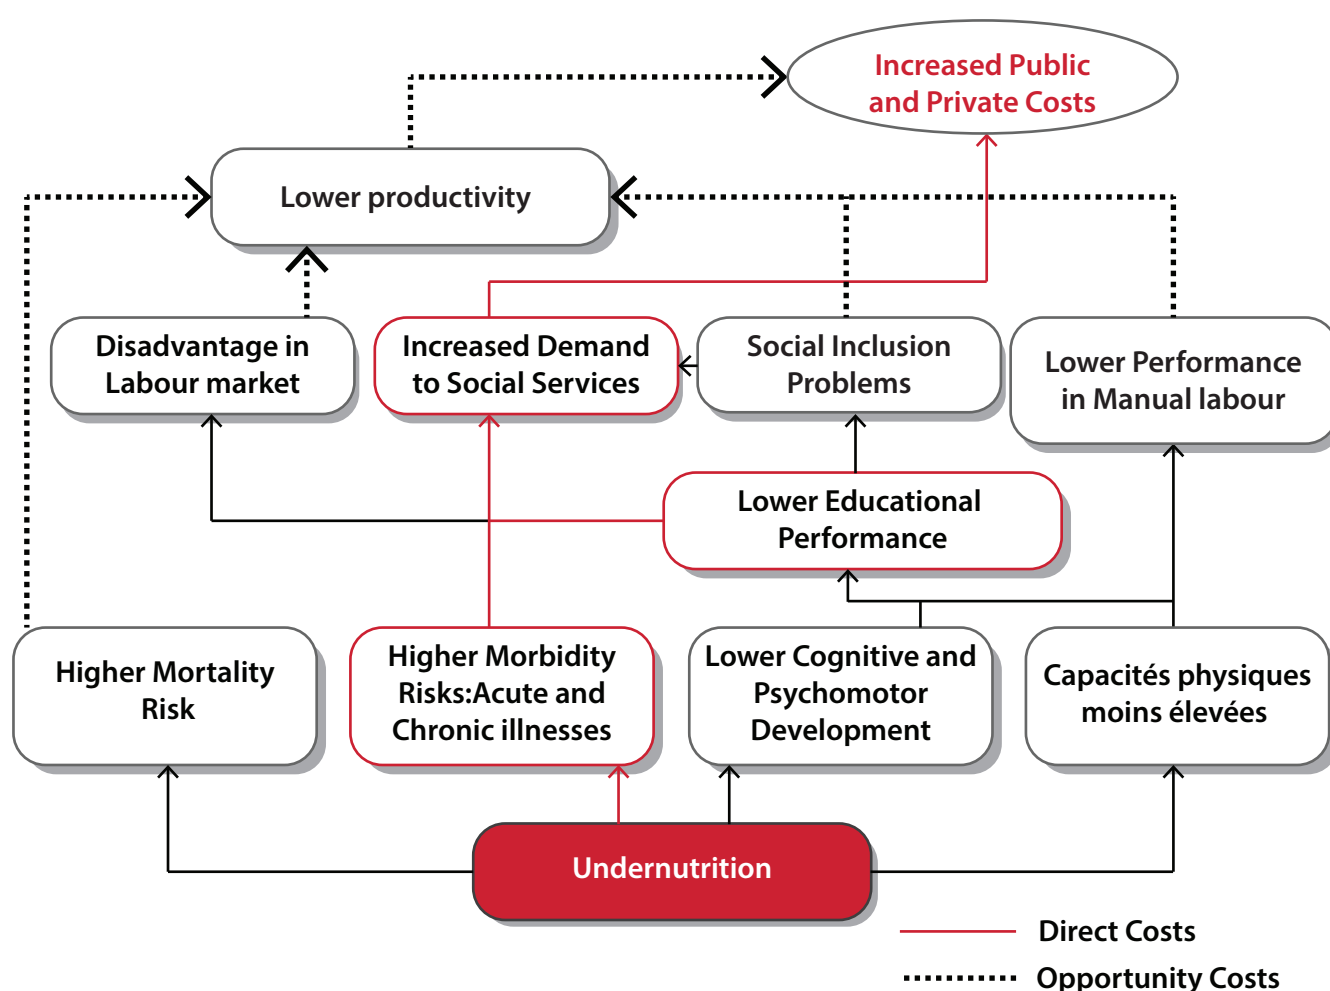 Increased Public
and Private Costs
Lower productivity
Disadvantage in
Labour market
Increased Demand
to Social Services
Social Inclusion
Problems
Lower Performance
in Manual labour
Lower Educational
Performance
Higher Mortality
Risk
Higher Morbidity
Risks:Acute and
Chronic illnesses
Lower Cognitive and
Psychomotor
Development
Capacités physiques
moins élevées
Undernutrition
Direct Costs
Opportunity Costs